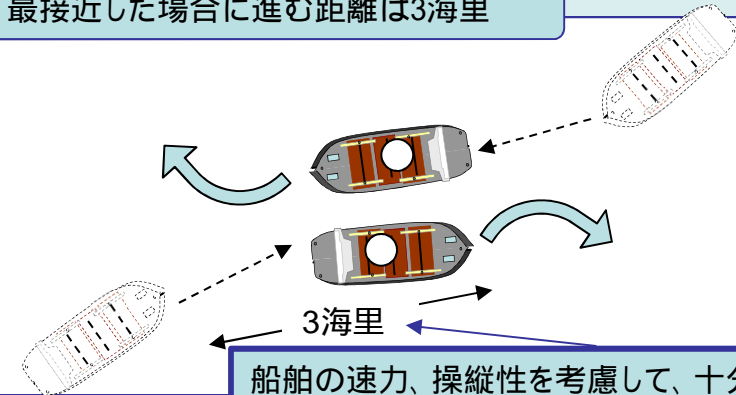 最接近した場合に進む距離は3海里
3海里
船舶の速力、操縦性を考慮して、十分